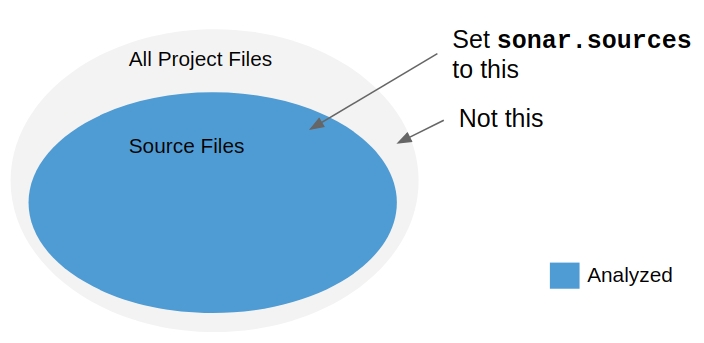 All Project Files
Source Files
Set sonar.sources
to this
Not this
Analyzed